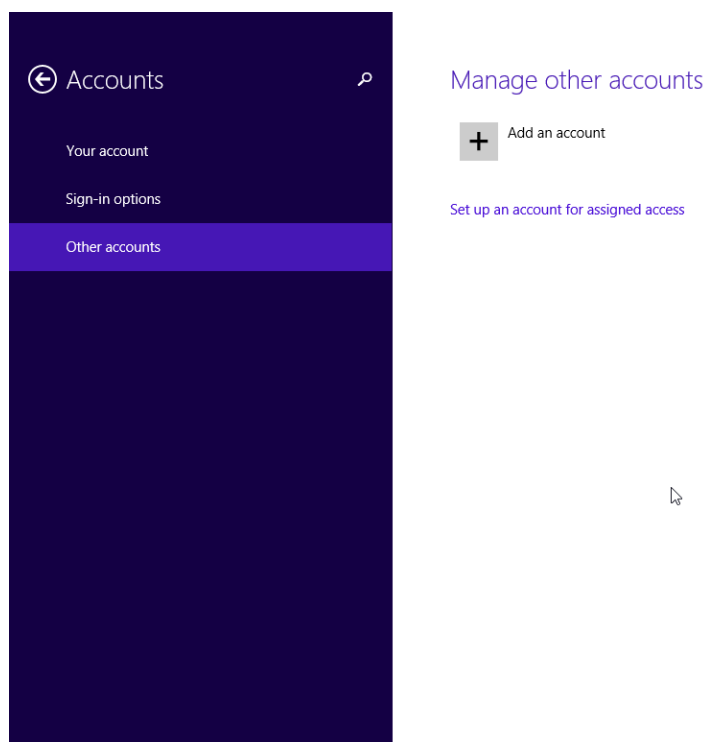 Accounts
Your account
Sign-in options
Other accounts
Manage other accounts
Add an account
Set up an account for assigned access